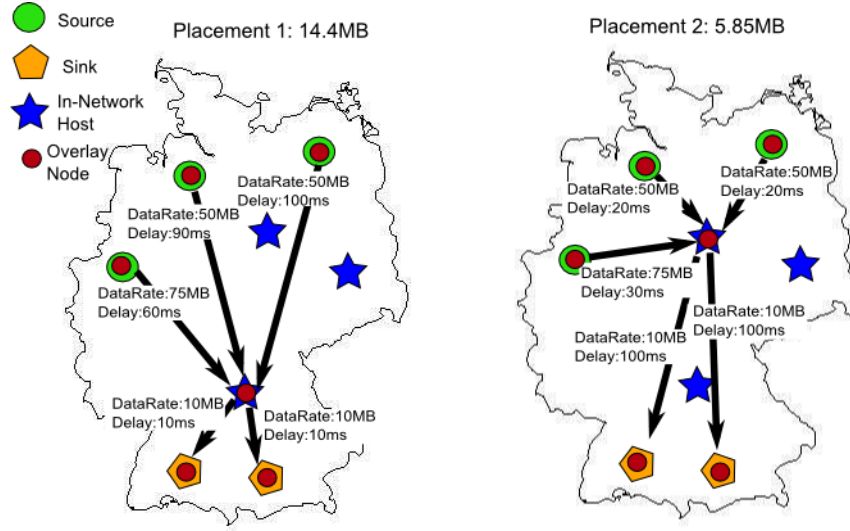 Source
Sink
In-Network
Host
Overlay
Node
Placement 1: 14.4MB
DataRate:50MB
Delay:100ms
DataRate:50MB
Delay:90ms
DataRate:75MB
Delay:60ms
DataRate:10MB
Delay:10ms
DataRate:10MB
Delay:10ms
Placement 2: 5.85MB
DataRate:50MB
Delay:20ms
DataRate:50MB
Delay:20ms
DataRate:75MB
Delay:30ms
DataRate:10MB
Delay:100ms
DataRate:10MB
Delay:100ms